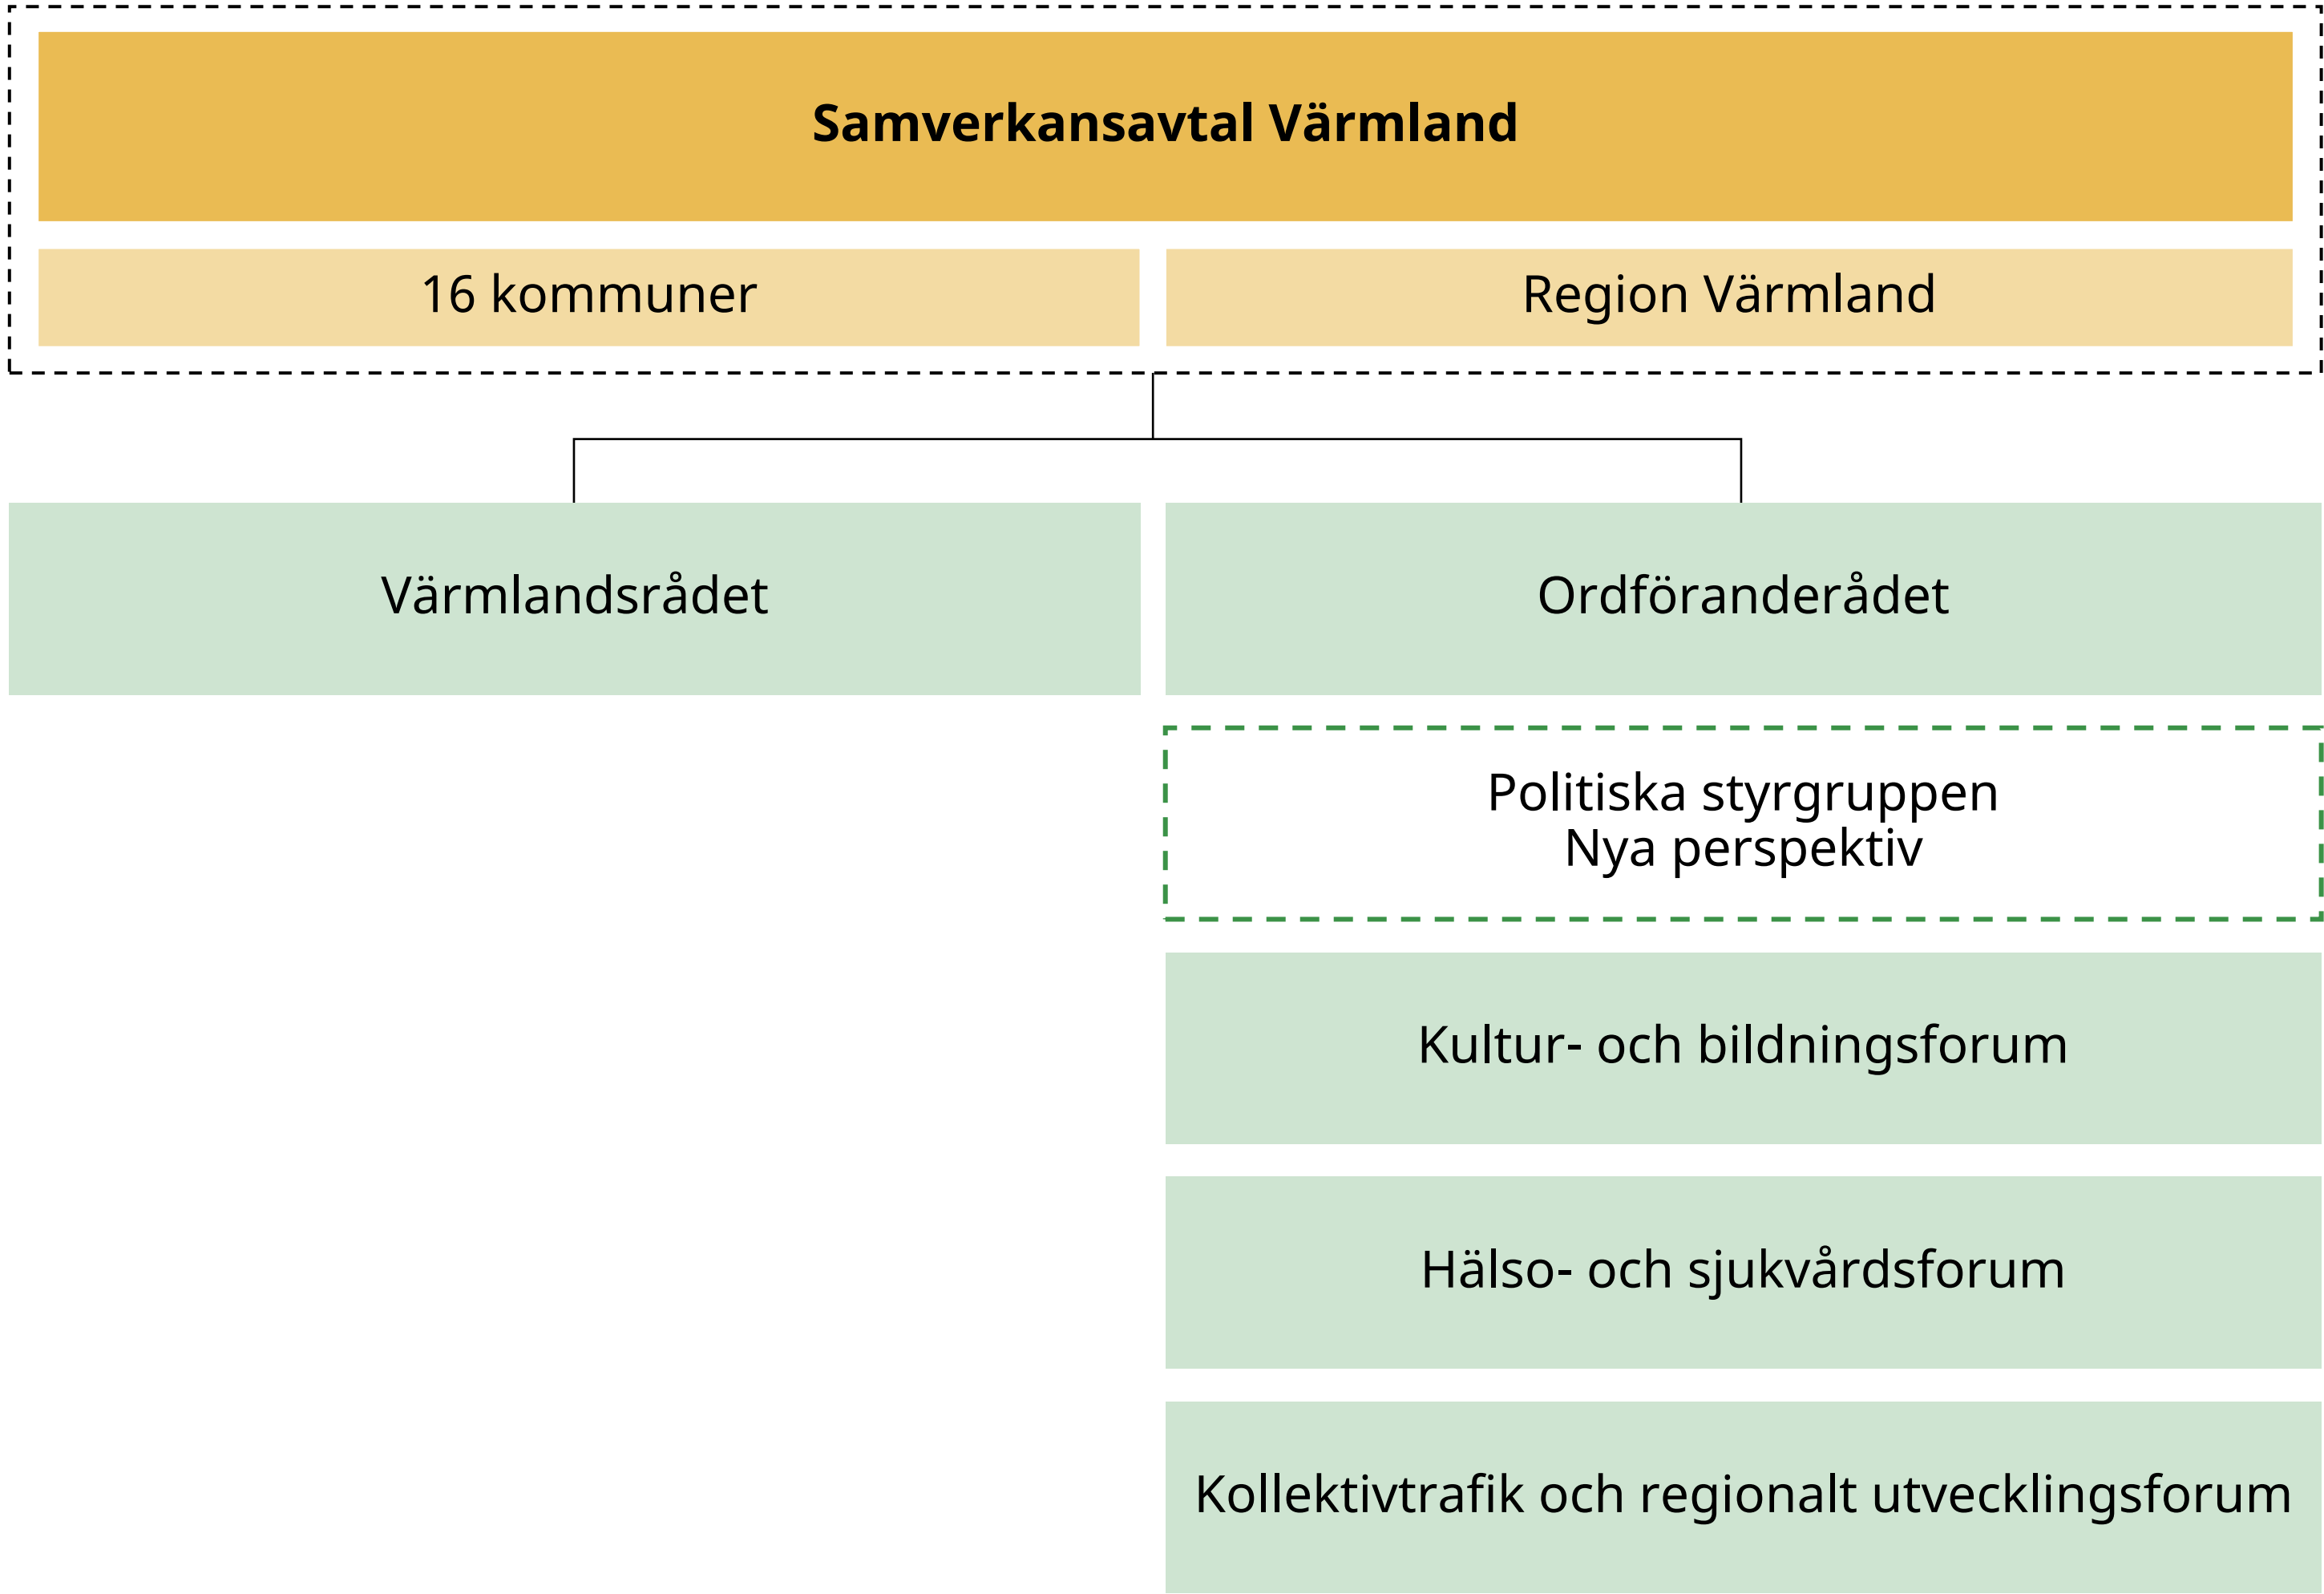 Samverkansavtal Värmland
16 kommuner
Region Värmland
Värmlandsrådet
Ordföranderådet
Politiska styrgruppen
Nya perspektiv
Kultur- och bildningsforum
Hälso- och sjukvårdsforum
Kollektivtrafik och regionalt utvecklingsforum